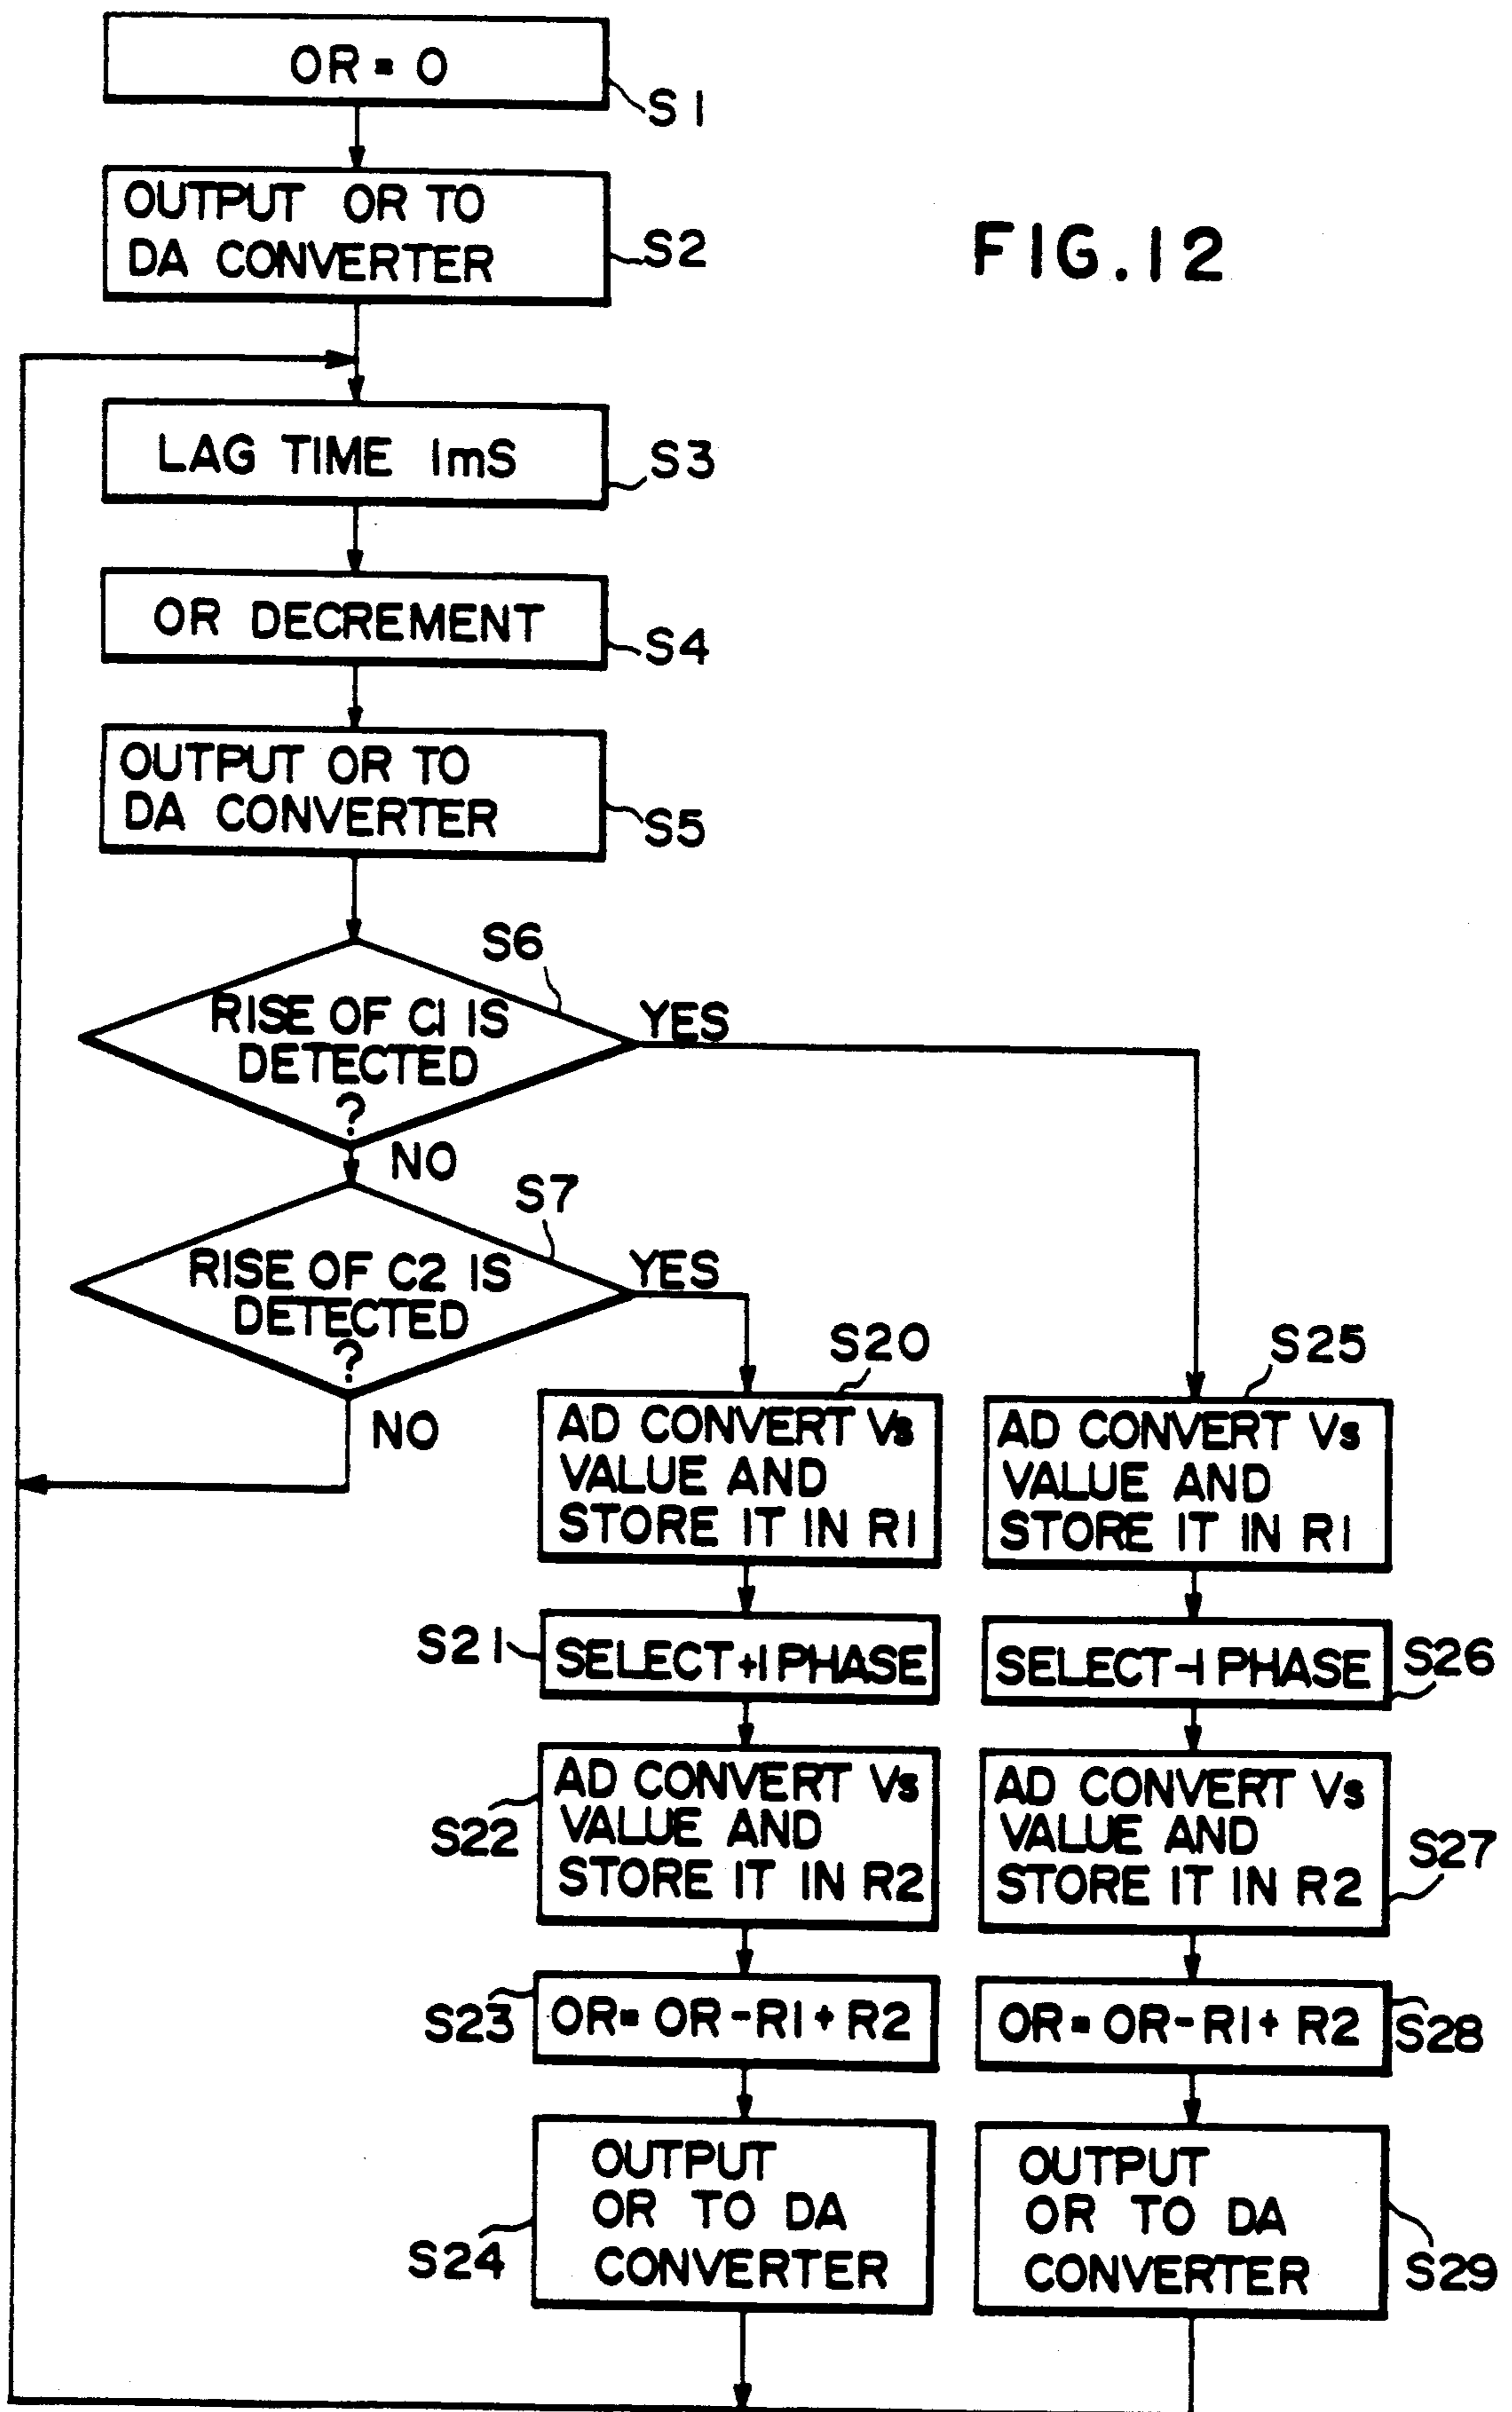 OR = 0
S1
OUTPUT OR TO
DA CONVERTER
S2
FIG.12
LAG TIME 1mS
S3
OR DECREMENT
S4
OUTPUT OR TO
DA CONVERTER
S5
S6
RISE OF C1 IS
DETECTED
?
YES
NO
S7
RISE OF C2 IS
DETECTED
?
YES
NO
S20
AD CONVERT Vs
VALUE AND
STORE IT IN R1
S21
SELECT+1 PHASE
S22
AD CONVERT Vs
VALUE AND
STORE IT IN R2
S23
OR= OR-R1+R2
S24
OUTPUT
OR TO DA
CONVERTER
S25
AD CONVERT Vs
VALUE AND
STORE IT IN R1
SELECT-1 PHASE
S26
AD CONVERT Vs
VALUE AND
STORE IT IN R2
S27
OR= OR-R1+ R2
S28
OUTPUT
OR TO DA
CONVERTER
S29